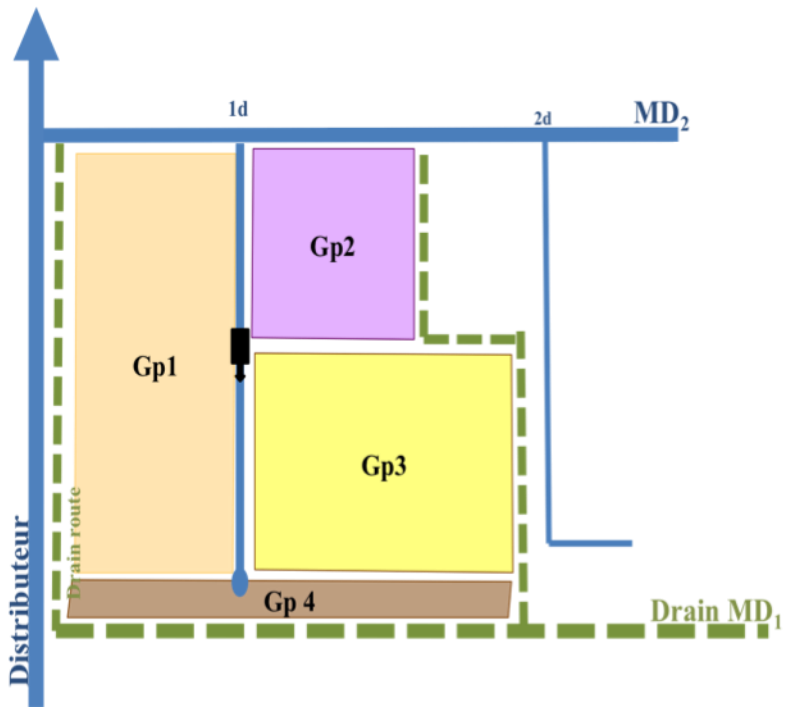 1d
2d
MD₂
Gp2
Gp1
Gp3
Drain route
Distributeur
Gp 4
Drain MD₁